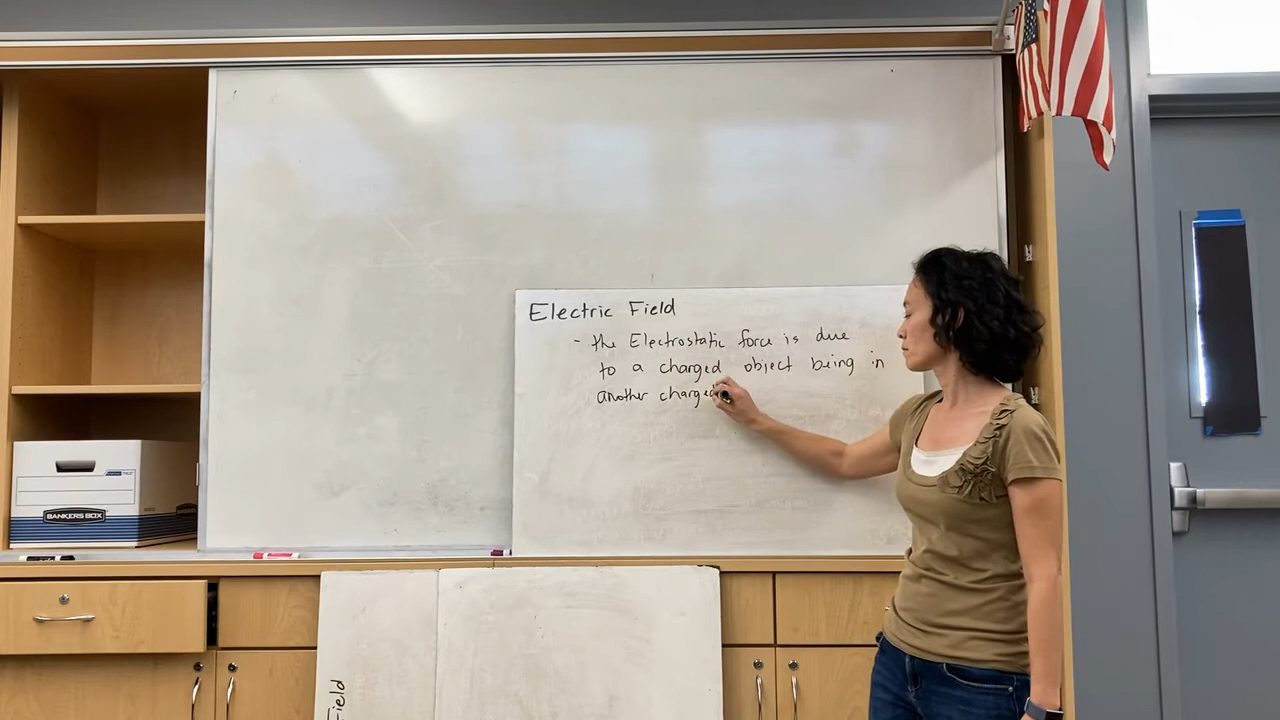 Electric Field
- the Electrostatic force is due
to a charged object being in
another charged
BANKERS BOX
Field